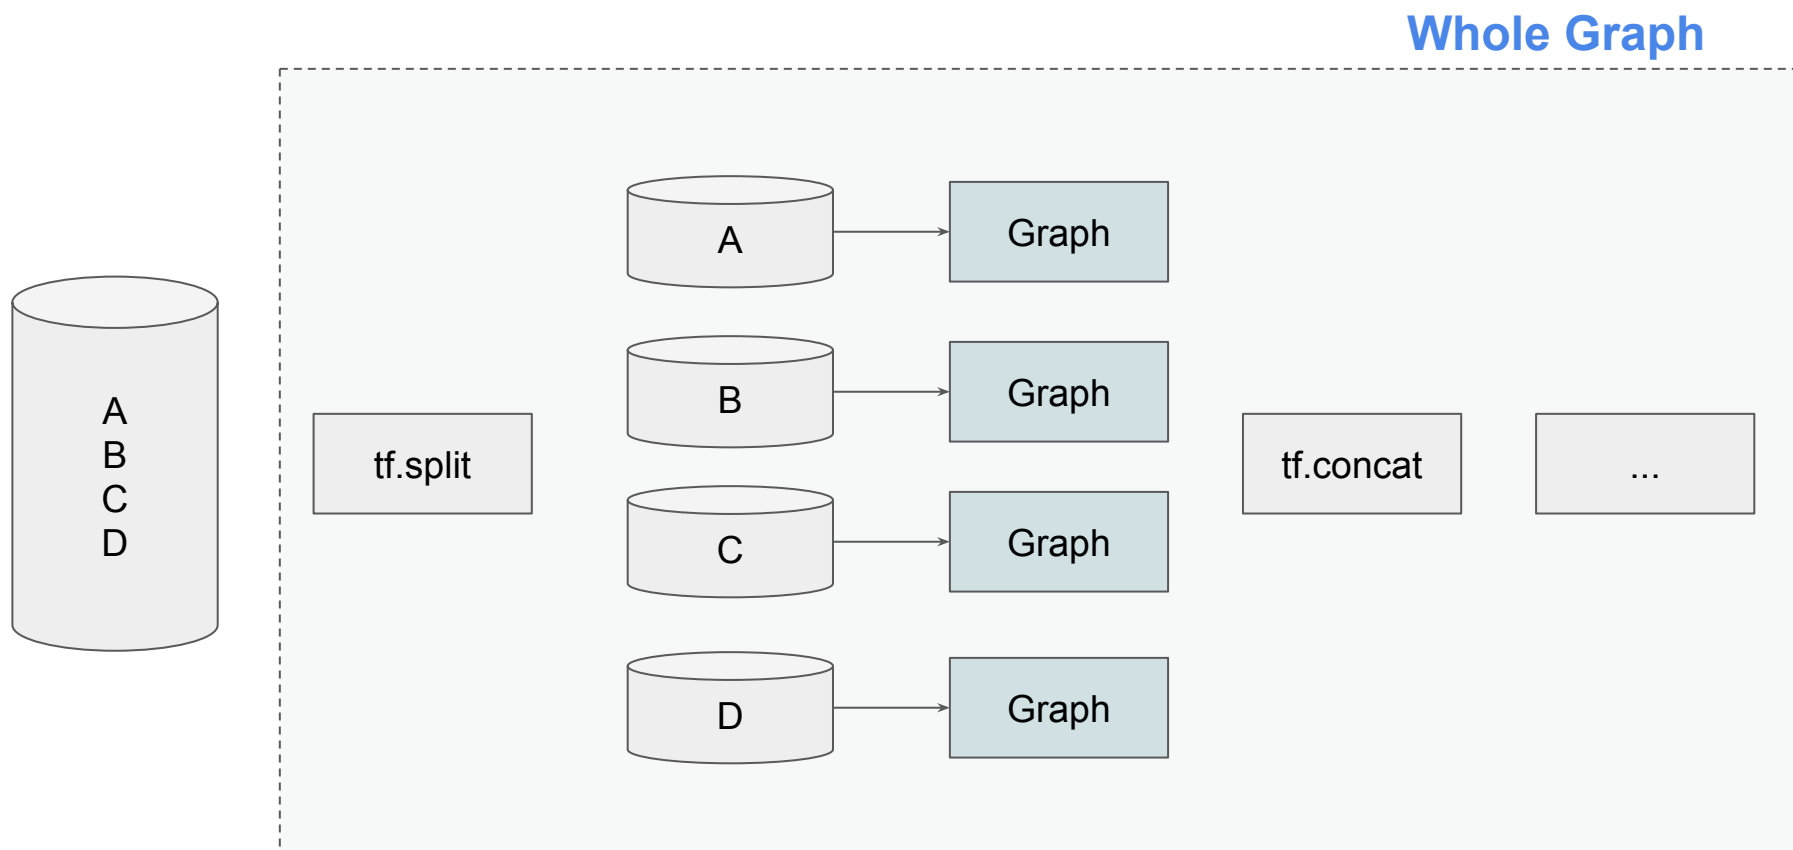 Whole Graph
A
B
C
D
tf.split
A
Graph
B
Graph
C
Graph
D
Graph
tf.concat
...